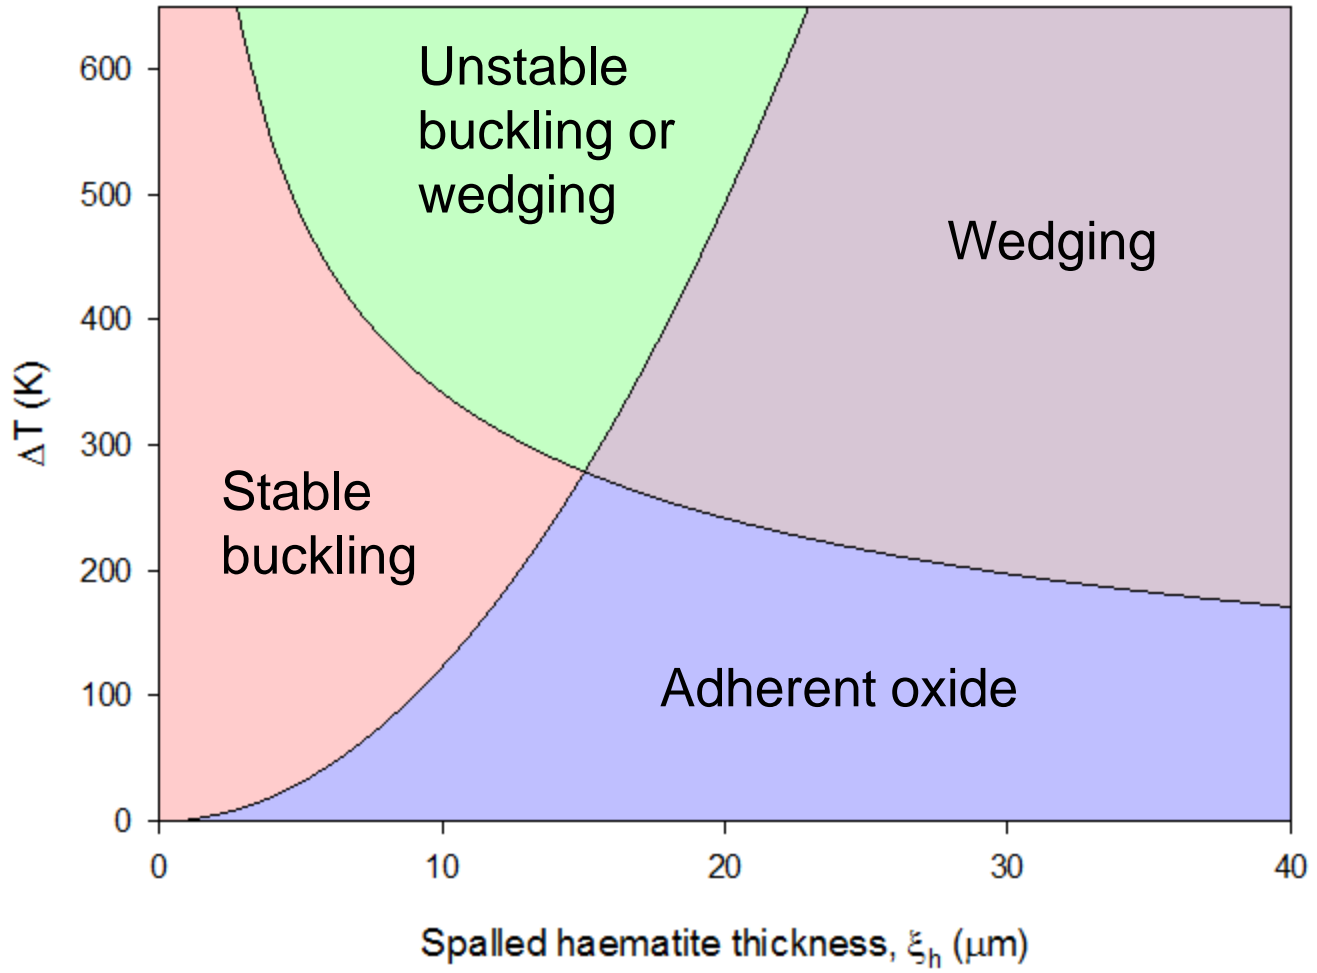 Unstable
buckling or
wedging
Wedging
Stable
buckling
Adherent oxide
600
500
400
300
200
100
0
ΔT (K)
0 10 20 30 40
Spalled haematite thickness, ξh (μm)